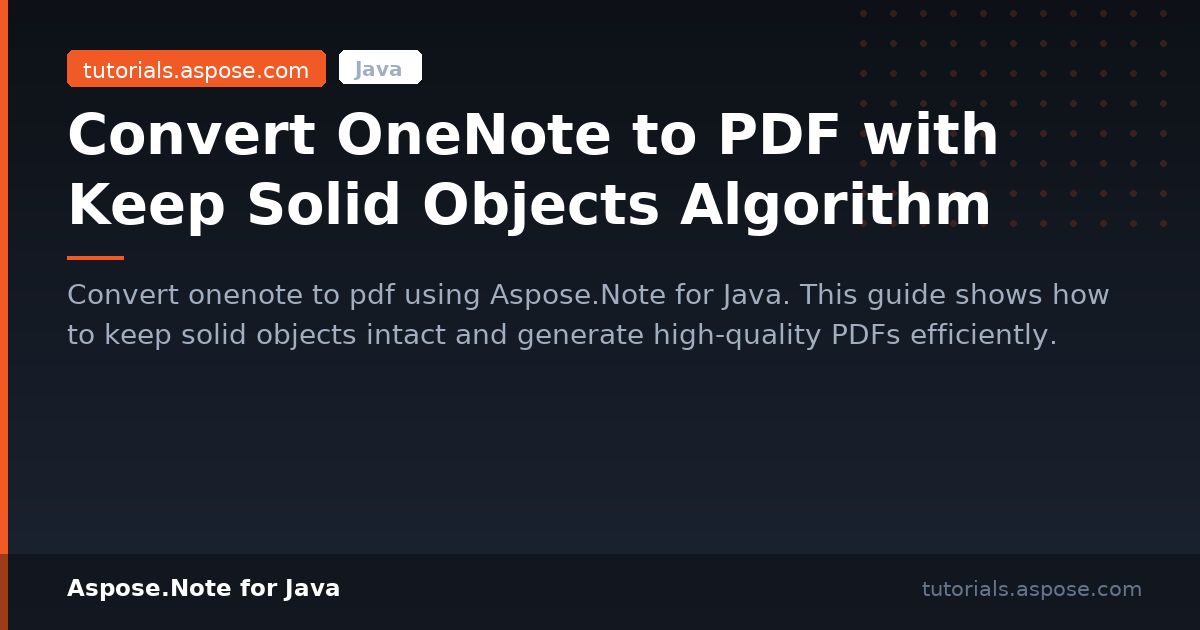 tutorials.aspose.com
Java
Convert OneNote to PDF with
Keep Solid Objects Algorithm
Convert onenote to pdf using Aspose.Note for Java. This guide shows how
to keep solid objects intact and generate high-quality PDFs efficiently.
Aspose.Note for Java
tutorials.aspose.com